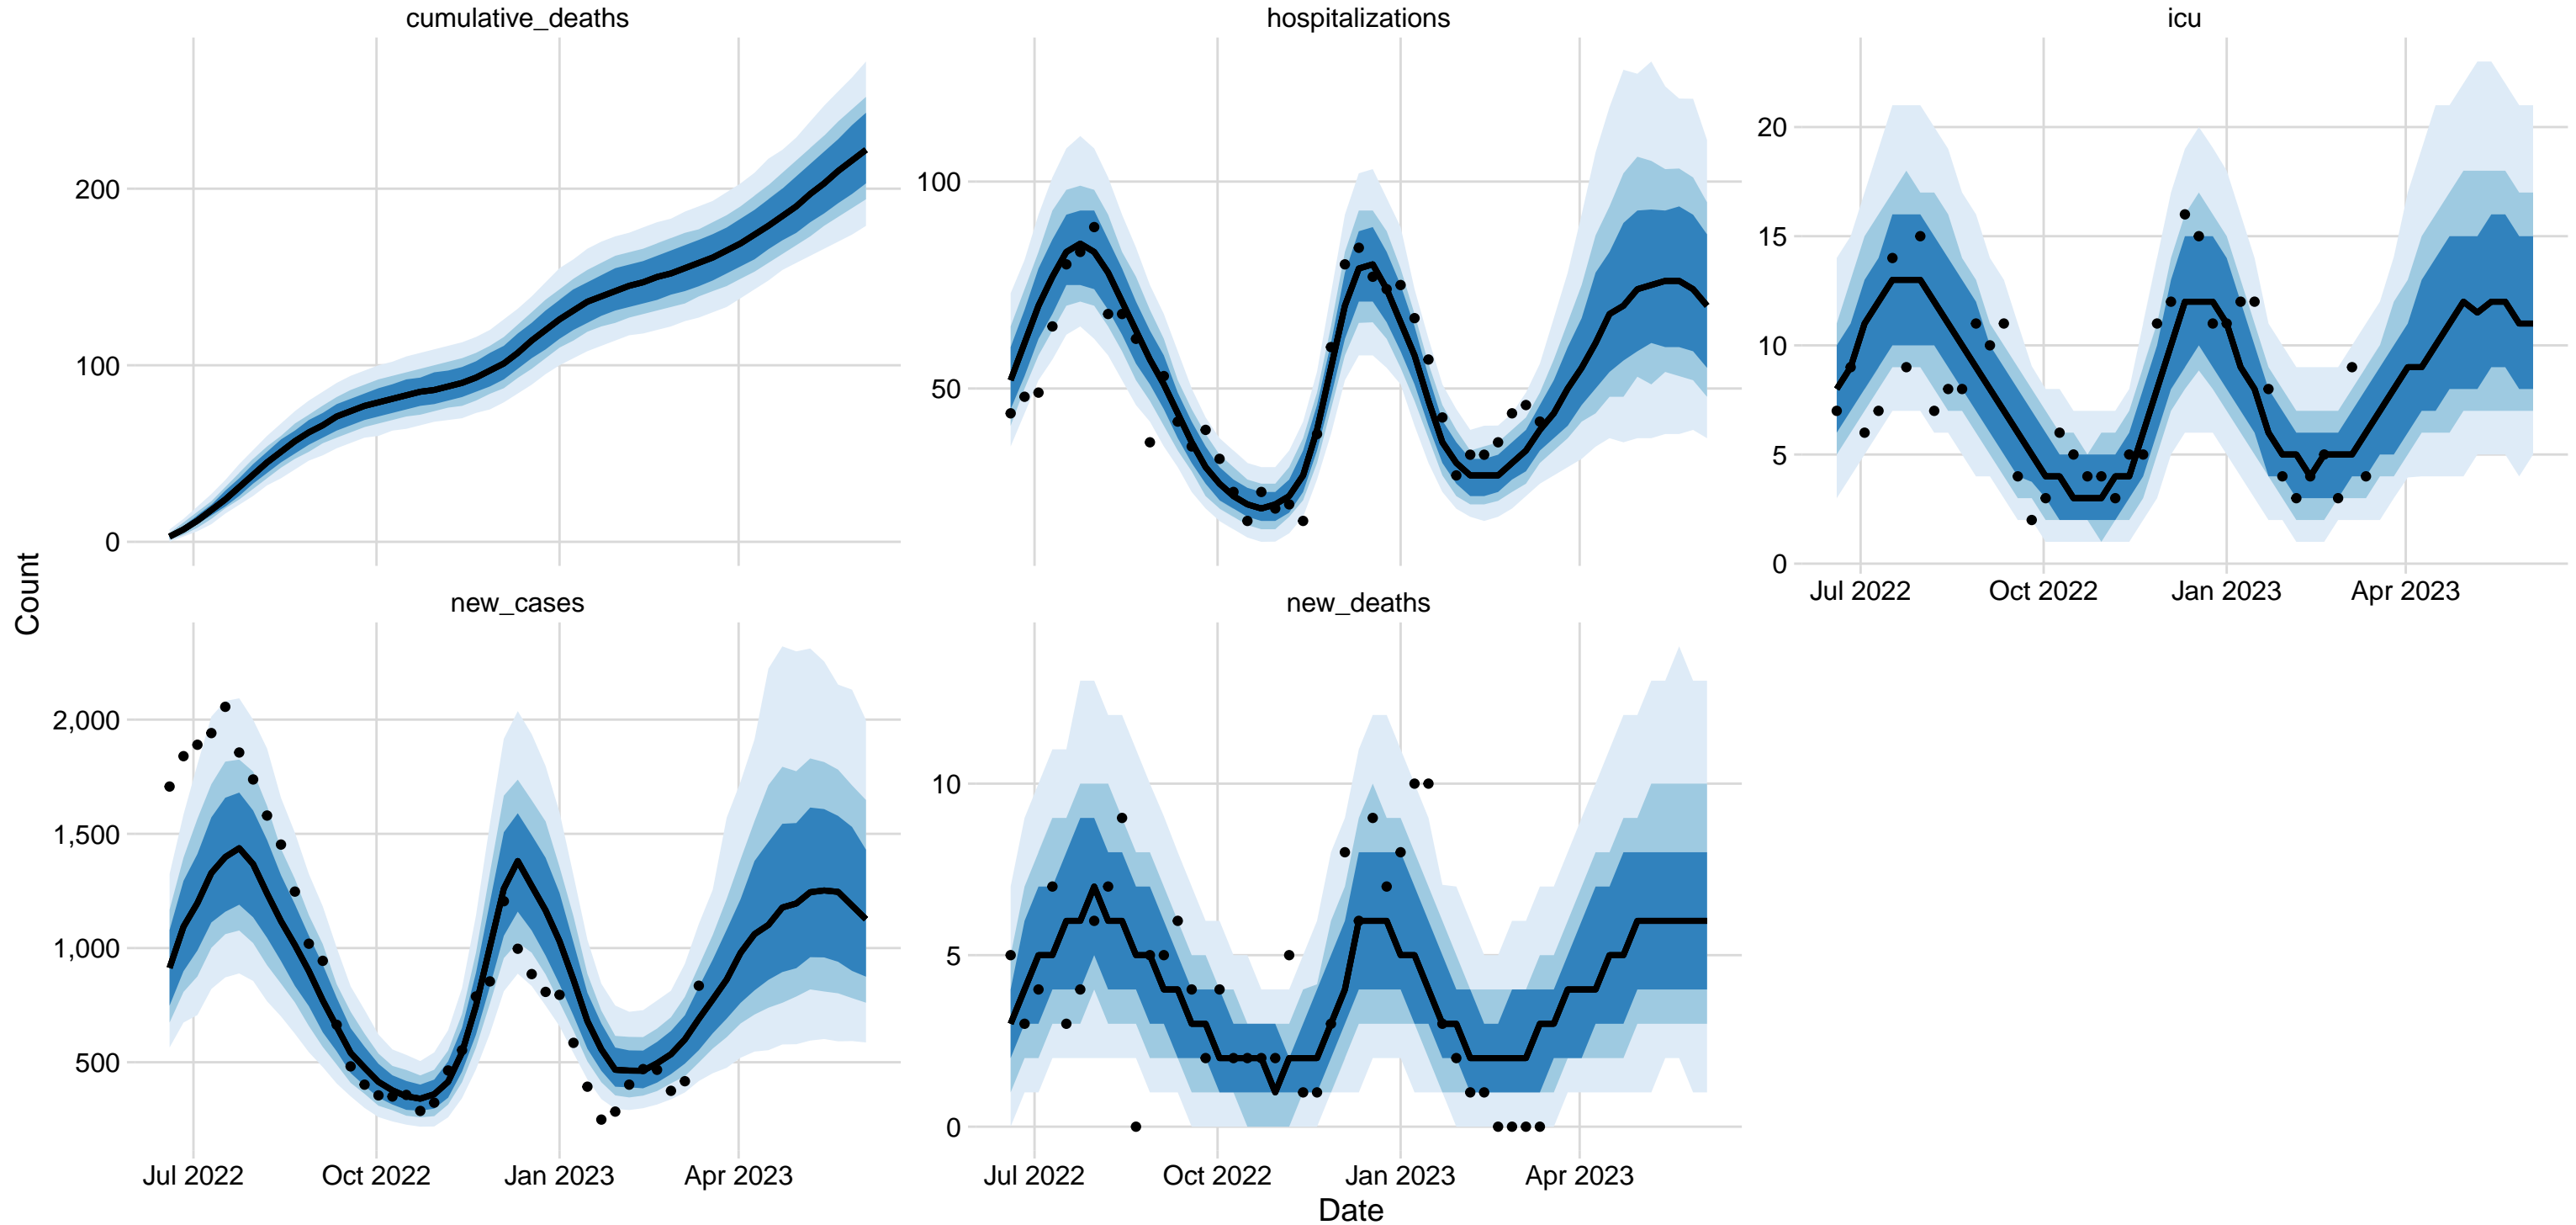 cumulative_deaths
hospitalizations
icu
200
100
0
100
50
20
15
10
5
0
Jul 2022 Oct 2022 Jan 2023 Apr 2023
Count
new_cases
new_deaths
2,000
1,500
1,000
500
10
5
0
Jul 2022 Oct 2022 Jan 2023 Apr 2023
Jul 2022 Oct 2022 Jan 2023 Apr 2023
Date